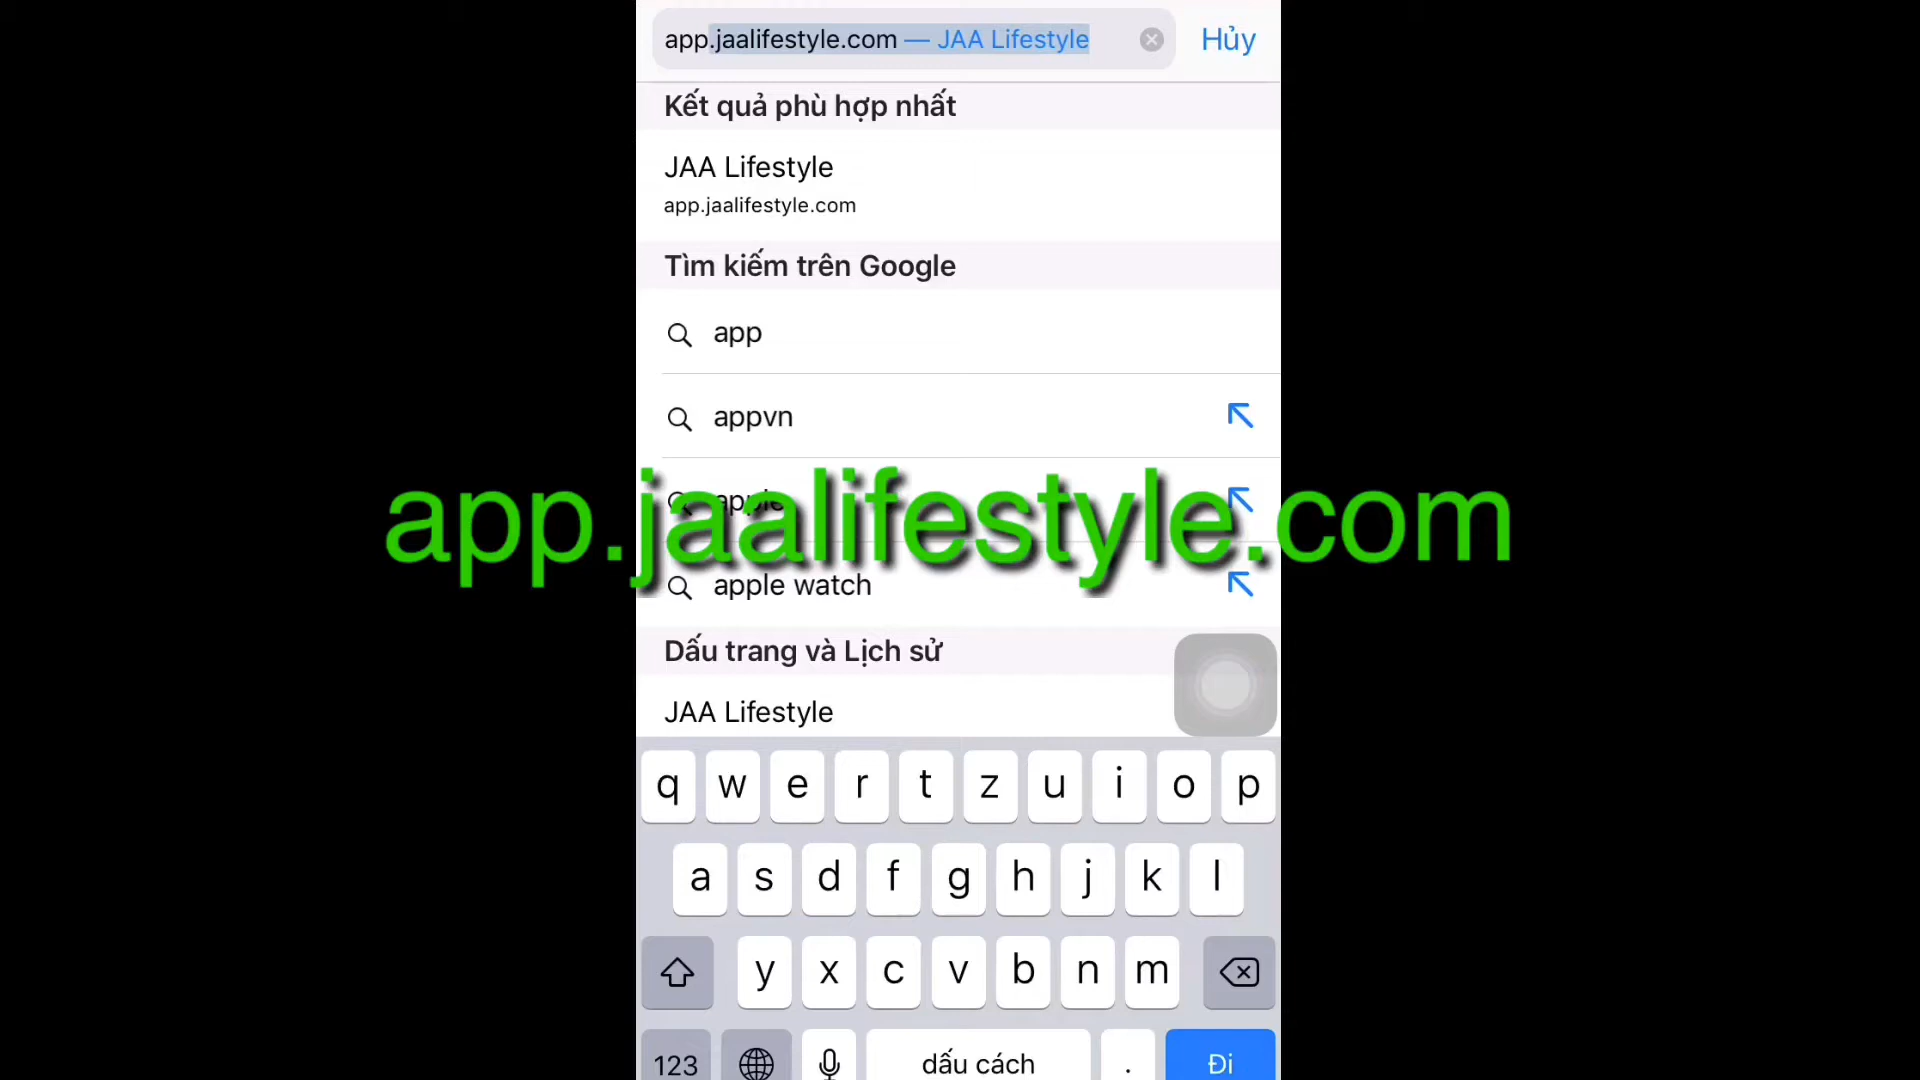 app.jaalifestyle.com — JAA Lifestyle
Hủy
Kết quả phù hợp nhất
JAA Lifestyle
app.jaalifestyle.com
Tìm kiếm trên Google
app
appvn
apple
app.jaalifestyle.com
apple watch
Dấu trang và Lịch sử
JAA Lifestyle
q w e r t z u i o p
a s d f g h j k l
y x c v b n m
123 dấu cách . Đi